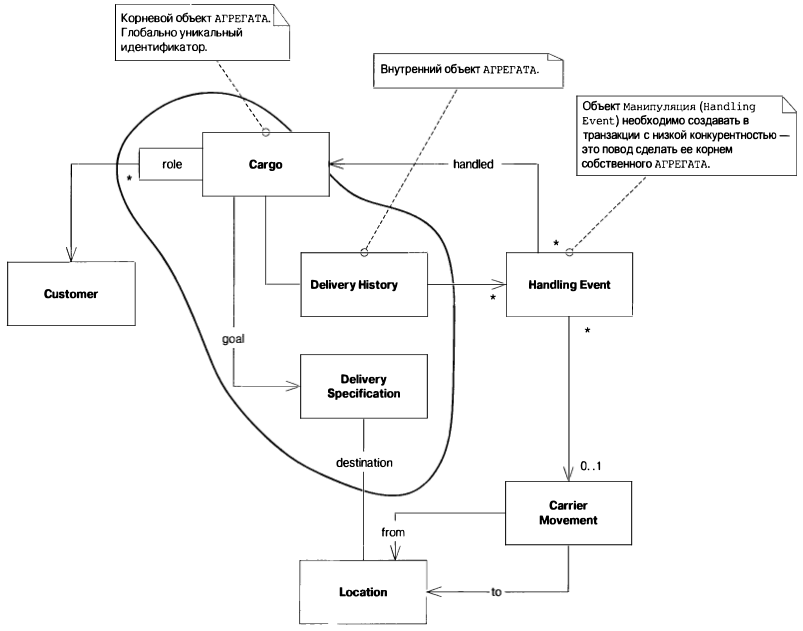 Корневой объект АГРЕГАТА.
Глобально уникальный
идентификатор.
Внутренний объект АГРЕГАТА.
Объект Манипуляция (Handling
Event) необходимо создавать в
транзакции с низкой конкурентностью —
это повод сделать ее корнем
собственного АГРЕГАТА.
role
Cargo
handled
*
*
Customer
Delivery History
Handling Event
*
*
goal
Delivery
Specification
destination
0..1
Carrier
Movement
from
Location
to